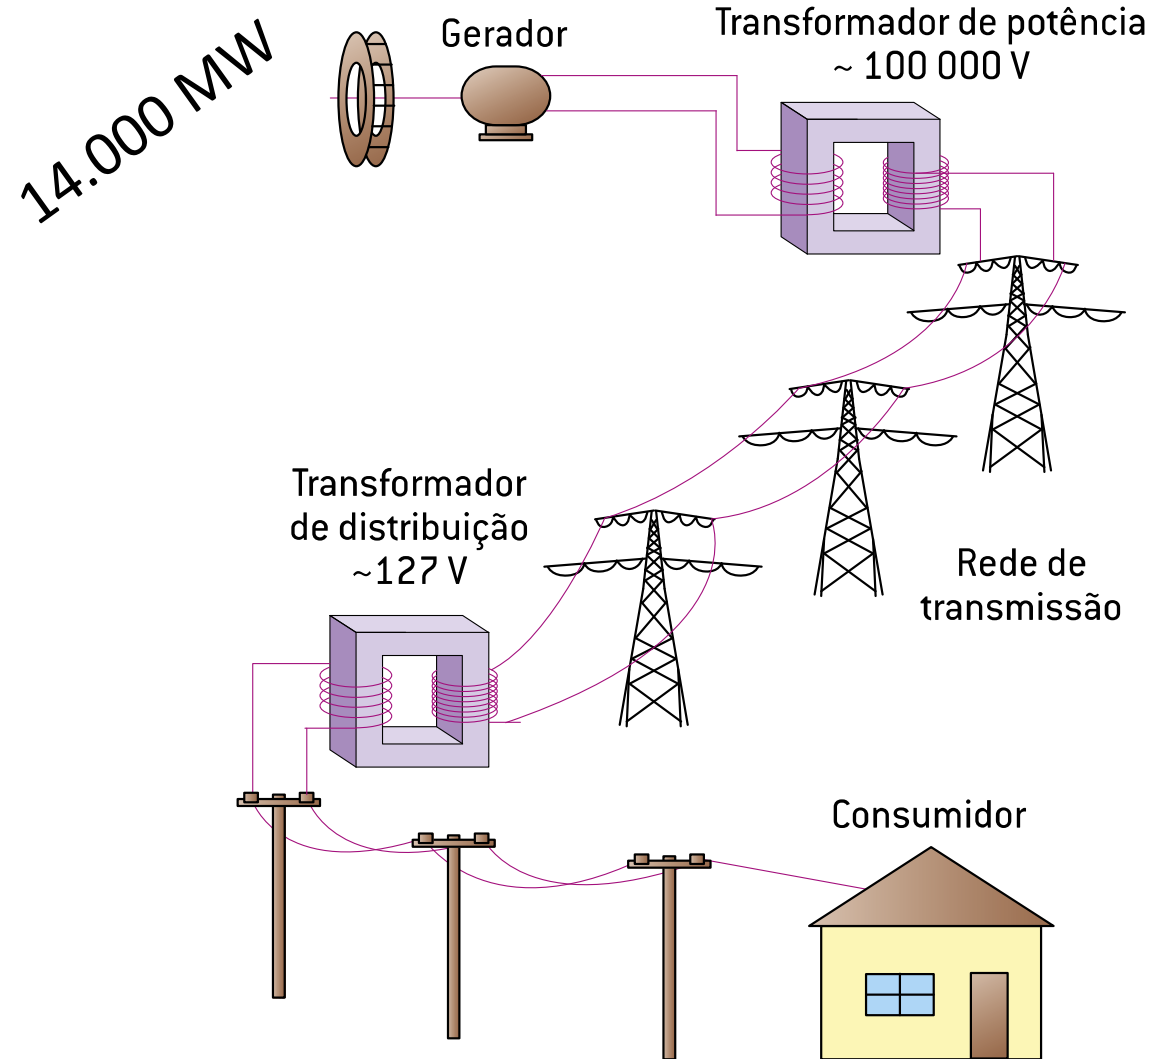 14.000 MW
Gerador
Transformador de potência
~ 100 000 V
Transformador
de distribuição
~127 V
Rede de
transmissão
Consumidor